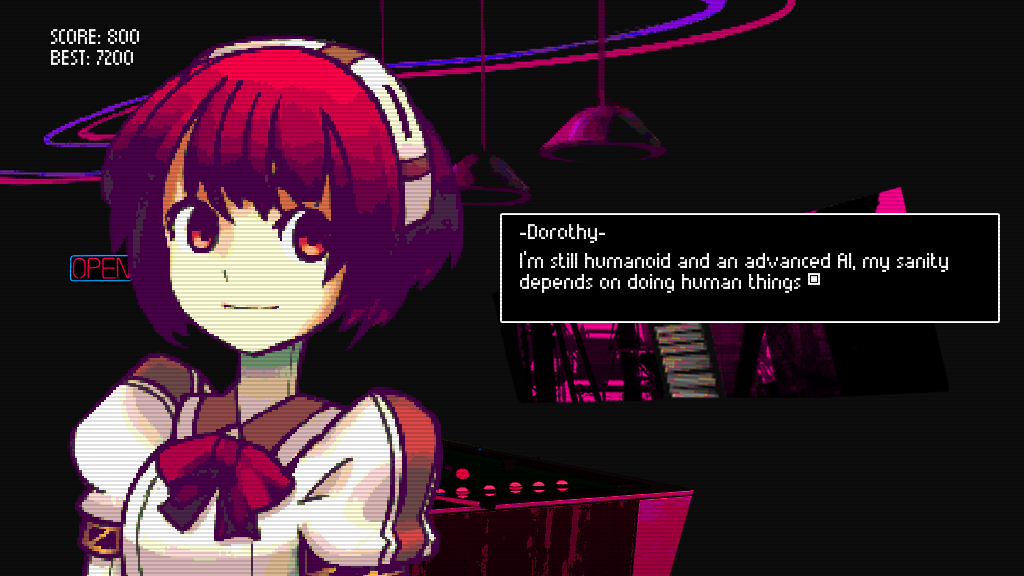 SCORE: 800
BEST: 7200
-Dorothy-
I'm still humanoid and an advanced AI, my sanity
depends on doing human things
OPEN